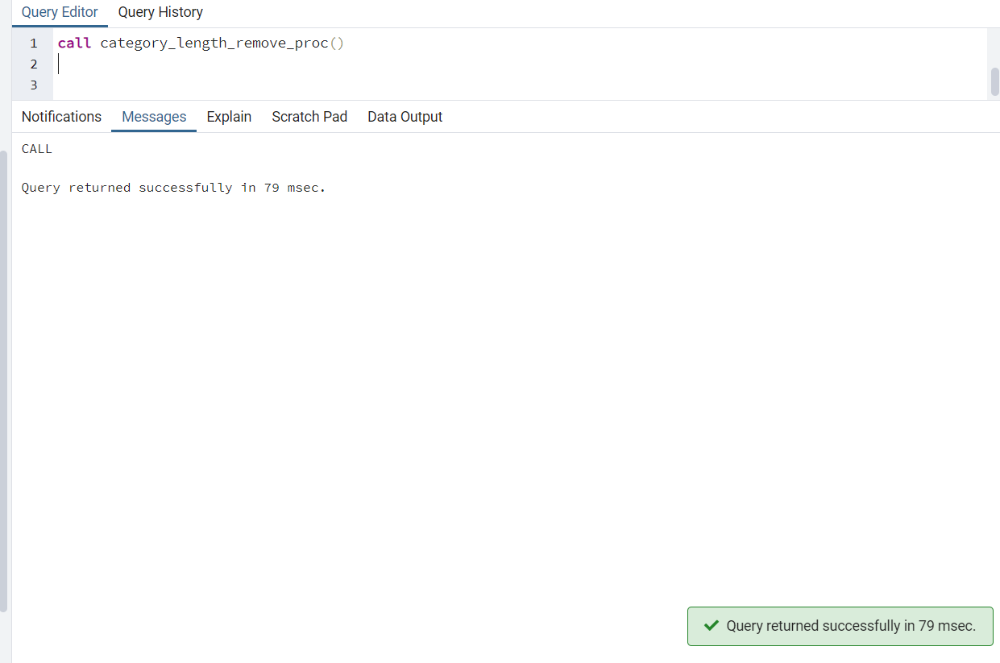 Query Editor Query History
1 call category_length_remove_proc()
2
3
Notifications Messages Explain Scratch Pad Data Output
CALL
Query returned successfully in 79 msec.
Query returned successfully in 79 msec.